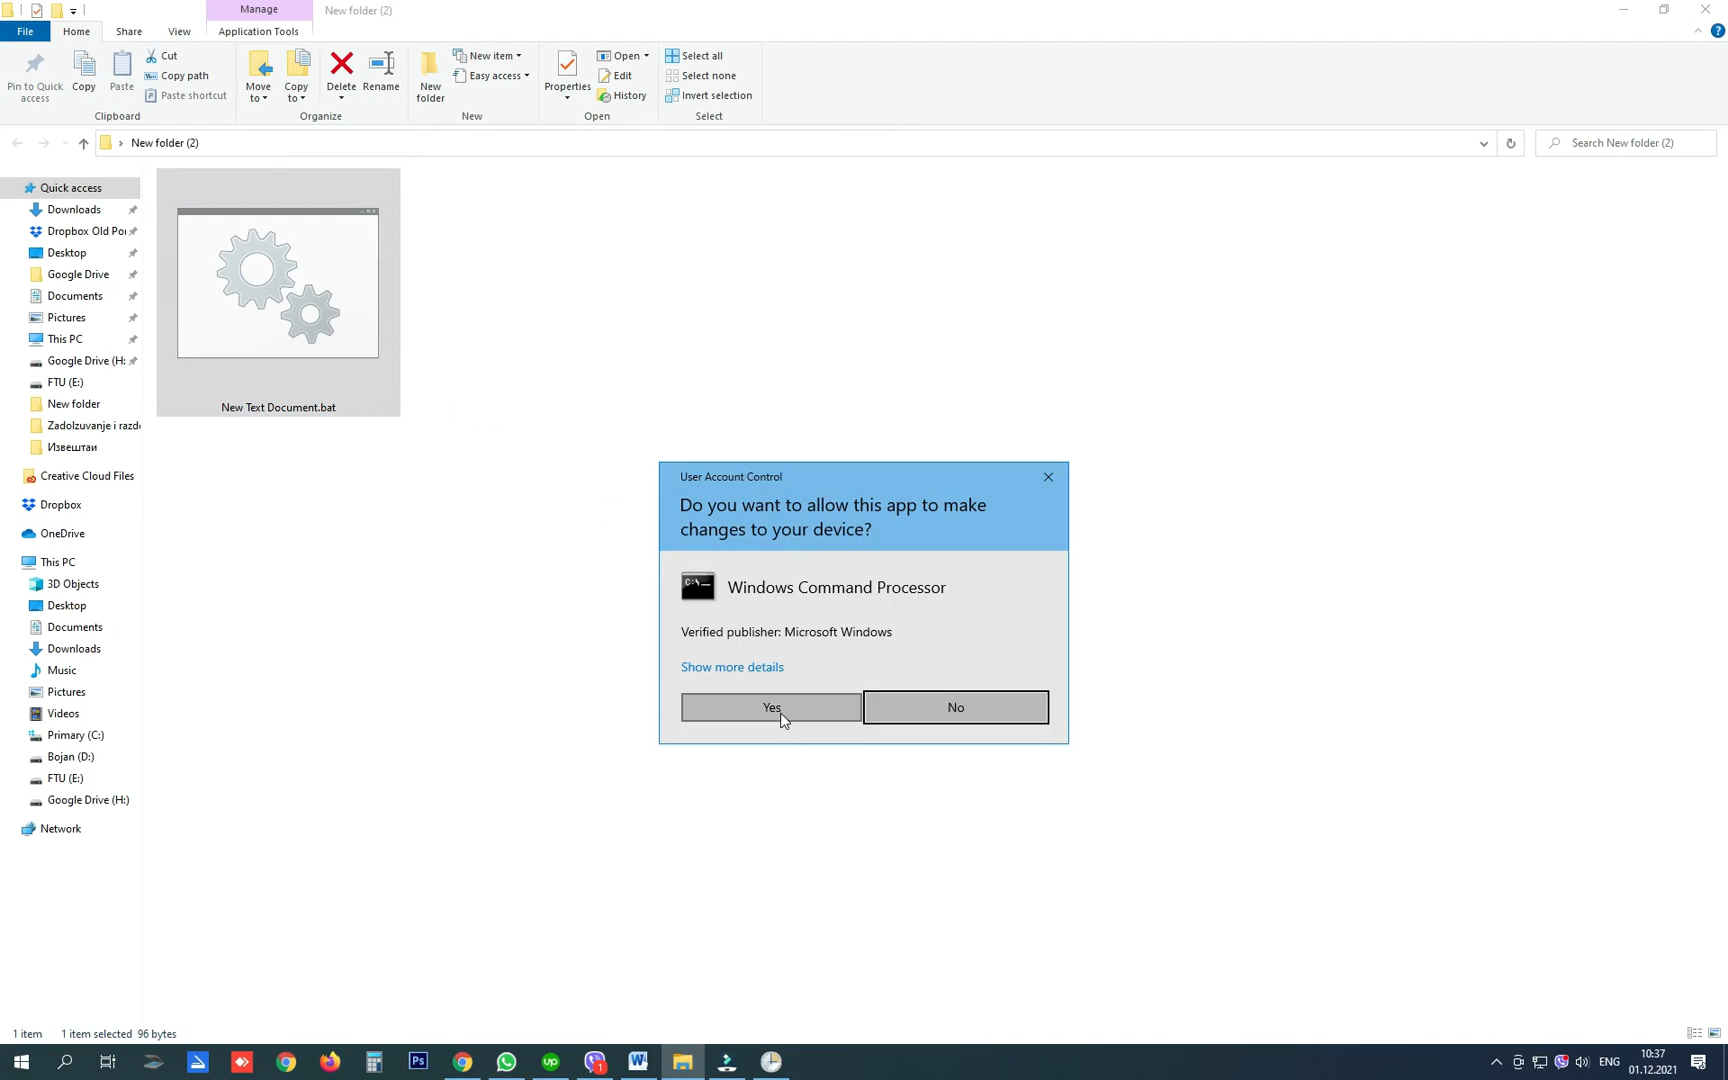 Manage
New folder (2)
File
Home
Share
View
Application Tools
Pin to Quick
access
Copy
Paste
Cut
Copy path
Paste shortcut
Move
to
Copy
to
Delete
Rename
New
folder
New item
Easy access
Properties
Open
Edit
History
Select all
Select none
Invert selection
Clipboard
Organize
New
Open
Select
New folder (2)
Search New folder (2)
Quick access
Downloads
Dropbox Old Por
Desktop
Google Drive
Documents
Pictures
This PC
Google Drive (H:
FTU (E:)
New folder
Zadolzuvanje i razde
Извештаи
Creative Cloud Files
Dropbox
OneDrive
This PC
3D Objects
Desktop
Documents
Downloads
Music
Pictures
Videos
Primary (C:)
Bojan (D:)
FTU (E:)
Google Drive (H:)
Network
New Text Document.bat
User Account Control
Do you want to allow this app to make
changes to your device?
C:\
Windows Command Processor
Verified publisher: Microsoft Windows
Show more details
Yes
No
1 item
1 item selected 96 bytes
Ps
up
1
W
ENG
10:37
01.12.2021